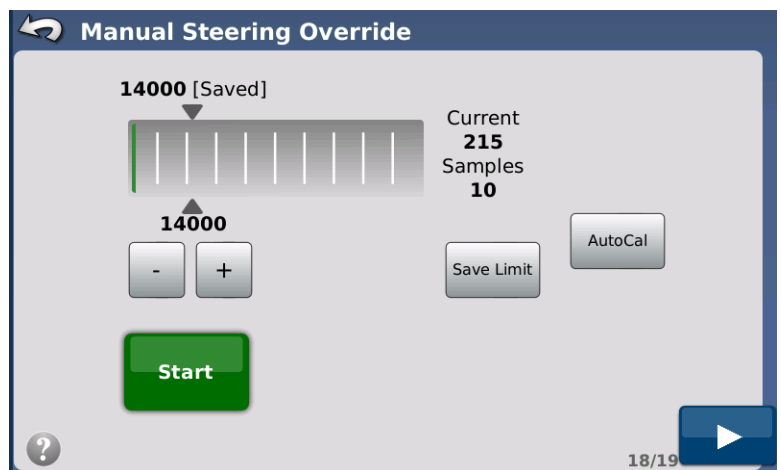 Manual Steering Override
14000 [Saved]
Current
215
Samples
10
14000
- +
AutoCal
Save Limit
Start
?
18/19